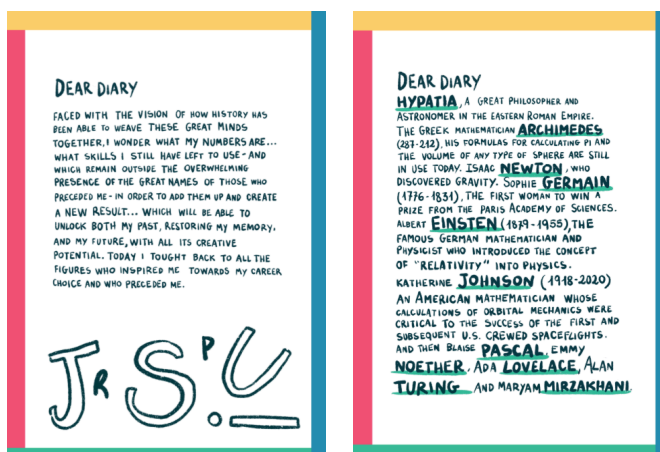 DEAR DIARY
FACED WITH THE VISION OF HOW HISTORY HAS
BEEN ABLE TO WEAVE THESE GREAT MINDS
TOGETHER, I WONDER WHAT MY NUMBERS ARE...
WHAT SKILLS I STILL HAVE LEFT TO USE-AND
WHICH REMAIN OUTSIDE THE OVERWHELMING
PRESENCE OF THE GREAT NAMES OF THOSE WHO
PRECEDED ME-IN ORDER TO ADD THEM UP AND CREATE
A NEW RESULT... WHICH WILL BE ABLE TO
UNLOCK BOTH MY PAST, RESTORING MY MEMORY,
AND MY FUTURE, WITH ALL ITS CREATIVE
POTENTIAL. TODAY I TOUGHT BACK TO ALL THE
FIGURES WHO INSPIRED ME TOWARDS MY CAREER
CHOICE AND WHO PRECEDED ME.
J R S P . U _
DEAR DIARY
HYPATIA, A GREAT PHILOSOPHER AND
ASTRONOMER IN THE EASTERN ROMAN EMPIRE.
THE GREEK MATHEMATICIAN ARCHIMEDES
(287-212), HIS FORMULAS FOR CALCULATING PI AND
THE VOLUME OF ANY TYPE OF SPHERE ARE STILL
IN USE TODAY. ISAAC NEWTON, WHO
DISCOVERED GRAVITY. SOPHIE GERMAIN
(1776-1831), THE FIRST WOMAN TO WIN A
PRIZE FROM THE PARIS ACADEMY OF SCIENCES.
ALBERT EINSTEN (1879-1955), THE
FAMOUS GERMAN MATHEMATICIAN AND
PHYSICIST WHO INTRODUCED THE CONCEPT
OF "RELATIVITY" INTO PHYSICS.
KATHERINE JOHNSON (1918-2020)
AN AMERICAN MATHEMATICIAN WHOSE
CALCULATIONS OF ORBITAL MECHANICS WERE
CRITICAL TO THE SUCCESS OF THE FIRST AND
SUBSEQUENT U.S. CREWED SPACEFLIGHTS.
AND THEN BLAISE PASCAL, EMMY
NOETHER, ADA LOVELACE, ALAN
TURING AND MARYAM MIRZAKHANI.